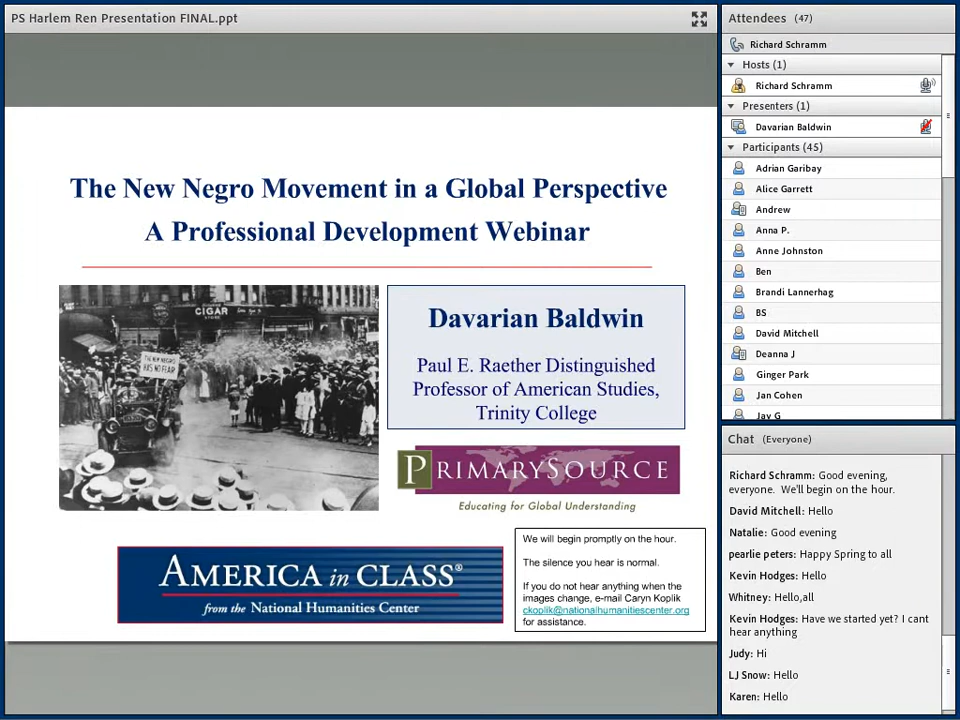 PS Harlem Ren Presentation FINAL.ppt
The New Negro Movement in a Global Perspective
A Professional Development Webinar
CIGAR
THE NEW NEGRO
HAS NO FEAR
Davarian Baldwin
Paul E. Raether Distinguished
Professor of American Studies,
Trinity College
PRIMARYSOURCE
Educating for Global Understanding
AMERICA in CLASS®
from the National Humanities Center
We will begin promptly on the hour.
The silence you hear is normal.
If you do not hear anything when the
images change, e-mail Caryn Koplik
ckoplik@nationalhumanitiescenter.org
for assistance.
Attendees (47)
Richard Schramm
Hosts (1)
Richard Schramm
Presenters (1)
Davarian Baldwin
Participants (45)
Adrian Garibay
Alice Garrett
Andrew
Anna P.
Anne Johnston
Ben
Brandi Lannerhag
BS
David Mitchell
Deanna J
Ginger Park
Jan Cohen
Jay G
Chat (Everyone)
Richard Schramm: Good evening,
everyone. We'll begin on the hour.
David Mitchell: Hello
Natalie: Good evening
pearlie peters: Happy Spring to all
Kevin Hodges: Hello
Whitney: Hello,all
Kevin Hodges: Have we started yet? I cant
hear anything
Judy: Hi
LJ Snow: Hello
Karen: Hello